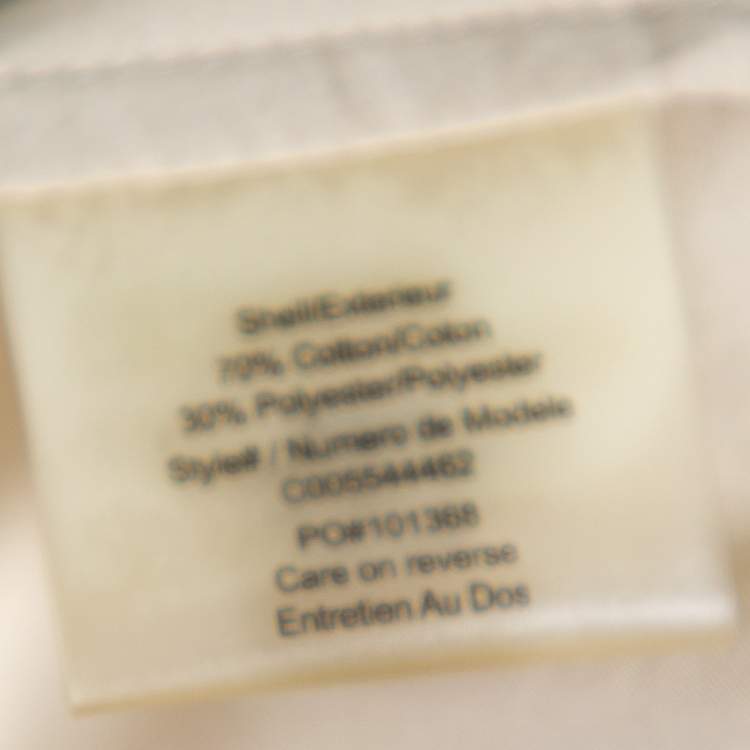 Shell/Exterieur
70% Cotton/Coton
30% Polyester/Polyester
Style# / Numero de Modele
C005544462
PO#101368
Care on reverse
Entretien Au Dos